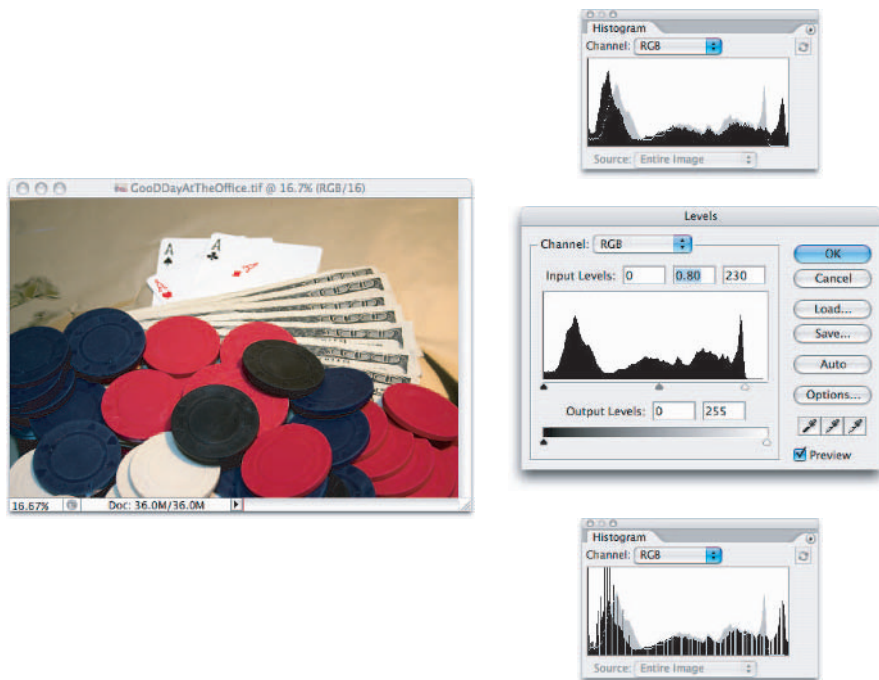 Histogram
Channel: RGB
Source: Entire Image
GooDDayAtTheOffice.tif @ 16.7% (RGB/16)
A
A
A
16.67% Doc: 36.0M/36.0M
Levels
Channel: RGB
Input Levels: 0 0.80 230
Output Levels: 0 255
OK
Cancel
Load...
Save...
Auto
Options...
Preview
Histogram
Channel: RGB
Source: Entire Image